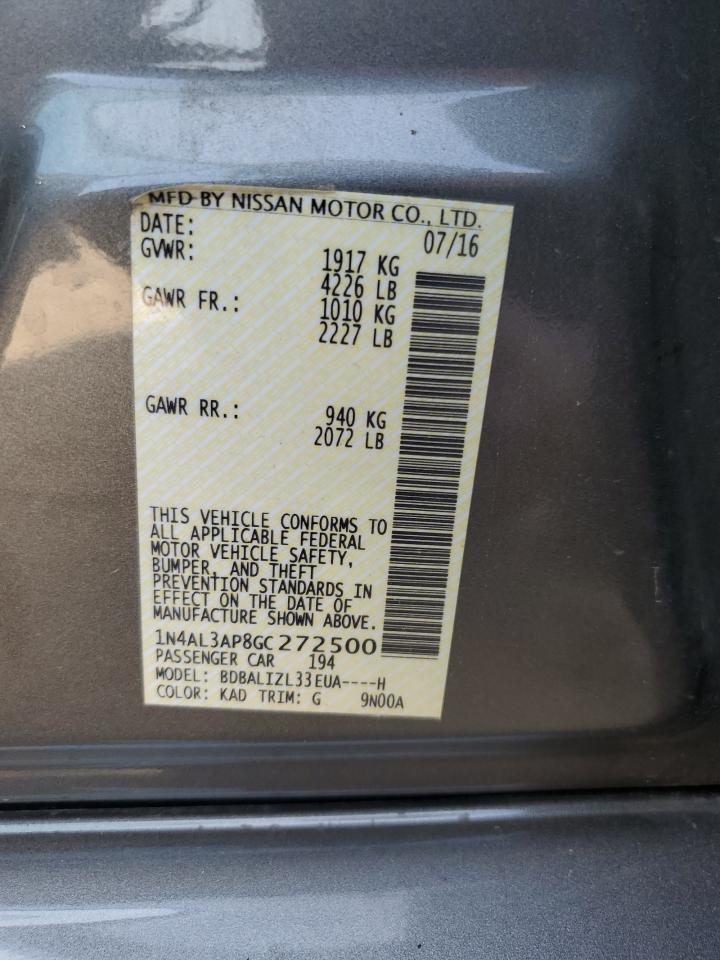 MFD BY NISSAN MOTOR CO., LTD.
DATE: 07/16
GVWR: 1917 KG
4226 LB
GAWR FR.: 1010 KG
2227 LB
GAWR RR.: 940 KG
2072 LB
THIS VEHICLE CONFORMS TO
ALL APPLICABLE FEDERAL
MOTOR VEHICLE SAFETY,
BUMPER, AND THEFT
PREVENTION STANDARDS IN
EFFECT ON THE DATE OF
MANUFACTURE SHOWN ABOVE.
1N4AL3AP8GC272500
PASSENGER CAR 194
MODEL: BDBALIZL33EUA----H
COLOR: KAD TRIM: G 9N00A